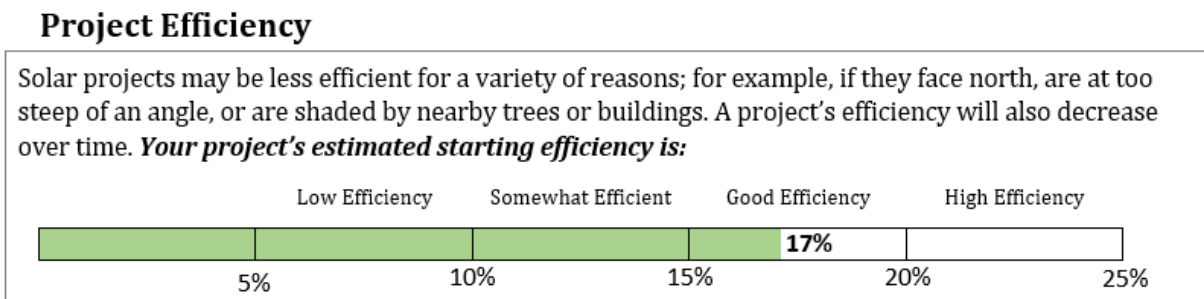 Project Efficiency
Solar projects may be less efficient for a variety of reasons; for example, if they face north, are at too
steep of an angle, or are shaded by nearby trees or buildings. A project’s efficiency will also decrease
over time. Your project’s estimated starting efficiency is:
Low Efficiency Somewhat Efficient Good Efficiency High Efficiency
17%
5% 10% 15% 20% 25%